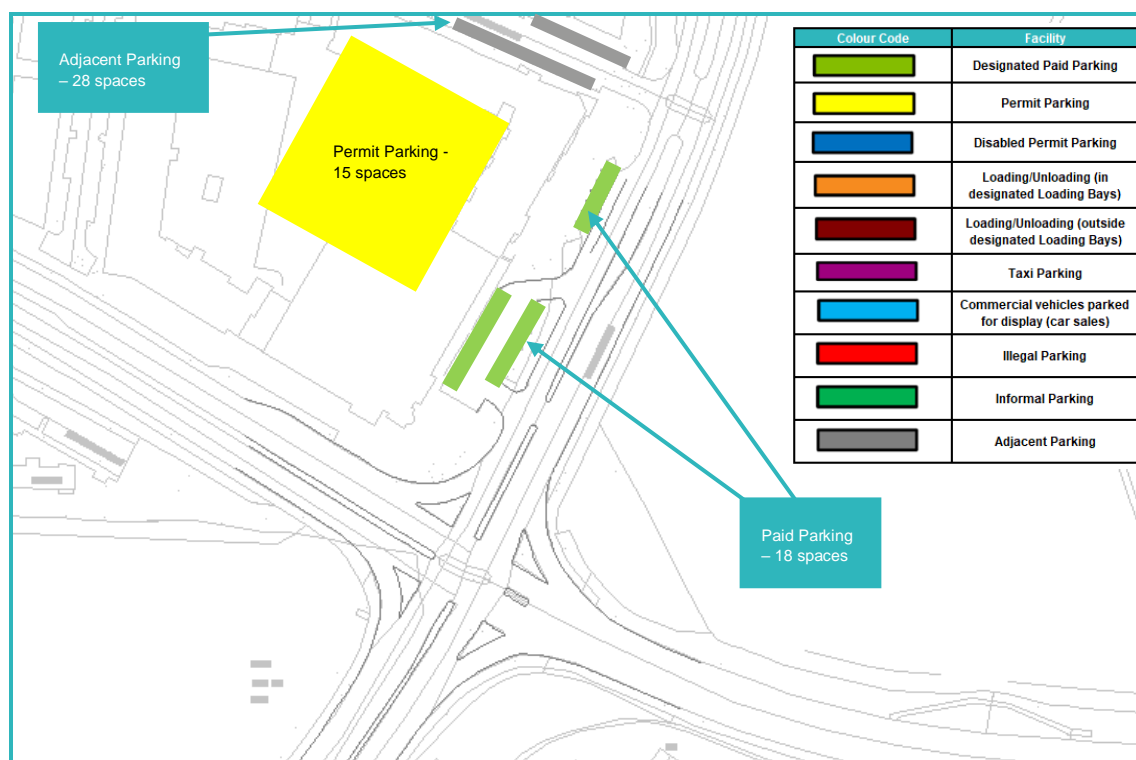 Adjacent Parking
– 28 spaces
Permit Parking -
15 spaces
Paid Parking
– 18 spaces
Colour Code Facility
Designated Paid Parking
Permit Parking
Disabled Permit Parking
Loading/Unloading (in
designated Loading Bays)
Loading/Unloading (outside
designated Loading Bays)
Taxi Parking
Commercial vehicles parked
for display (car sales)
Illegal Parking
Informal Parking
Adjacent Parking